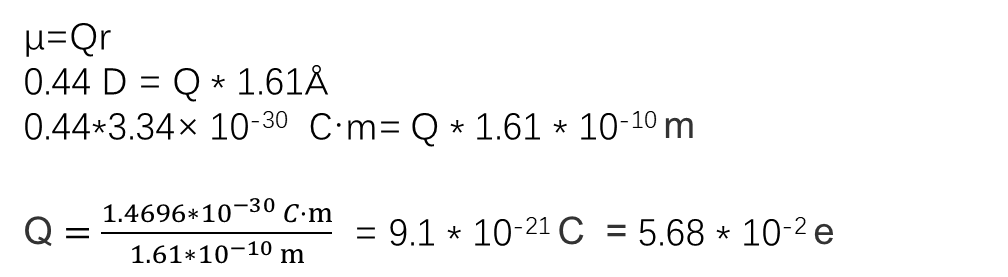 μ=Qr
0.44 D = Q * 1.61Å
0.44*3.34× 10⁻³⁰ C·m= Q * 1.61 * 10⁻¹⁰ m
Q = (1.4696*10⁻³⁰ C·m)/(1.61*10⁻¹⁰ m) = 9.1 * 10⁻²¹ C = 5.68 * 10⁻² e